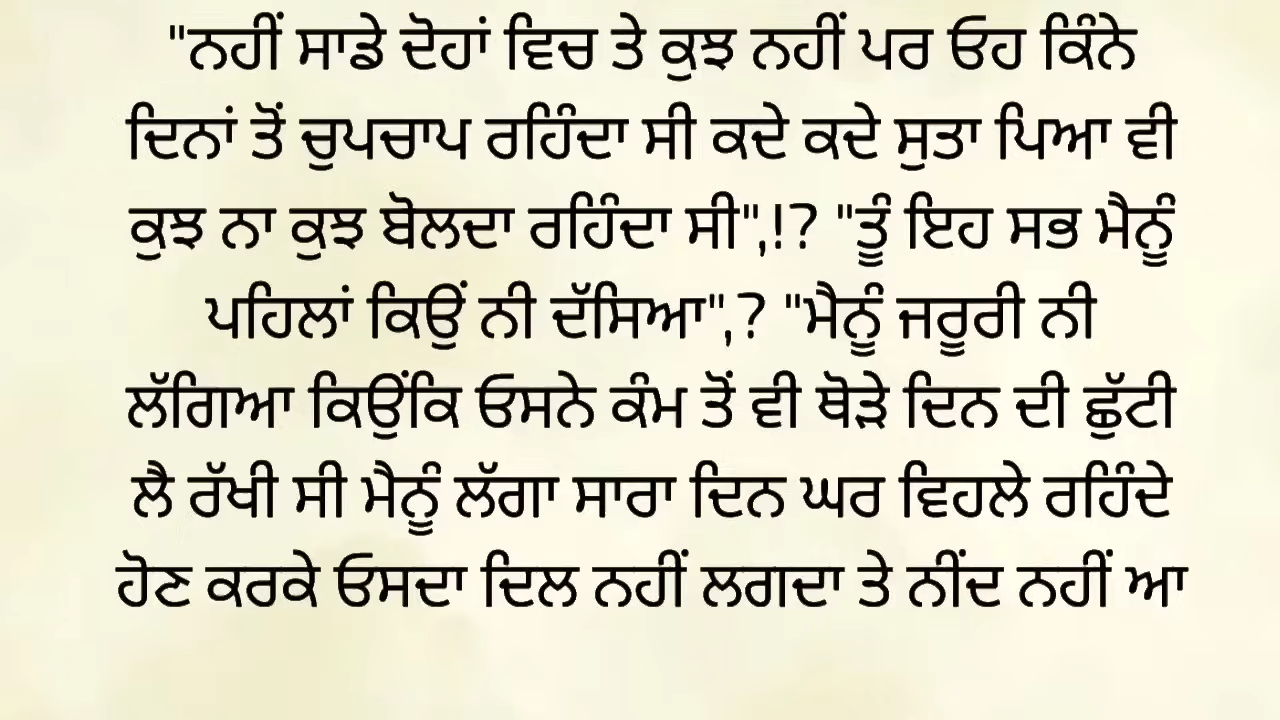 "ਨਹੀਂ ਸਾਡੇ ਦੋਹਾਂ ਵਿਚ ਤੇ ਕੁਝ ਨਹੀਂ ਪਰ ਓਹ ਕਿੰਨੇ
ਦਿਨਾਂ ਤੋਂ ਚੁਪਚਾਪ ਰਹਿੰਦਾ ਸੀ ਕਦੇ ਕਦੇ ਸੁਤਾ ਪਿਆ ਵੀ
ਕੁਝ ਨਾ ਕੁਝ ਬੋਲਦਾ ਰਹਿੰਦਾ ਸੀ",!? "ਤੂੰ ਇਹ ਸਭ ਮੈਨੂੰ
ਪਹਿਲਾਂ ਕਿਉਂ ਨੀ ਦੱਸਿਆ",? "ਮੈਨੂੰ ਜਰੂਰੀ ਨੀ
ਲੱਗਿਆ ਕਿਉਂਕਿ ਓਸਨੇ ਕੰਮ ਤੋਂ ਵੀ ਥੋੜੇ ਦਿਨ ਦੀ ਛੁੱਟੀ
ਲੈ ਰੱਖੀ ਸੀ ਮੈਨੂੰ ਲੱਗਾ ਸਾਰਾ ਦਿਨ ਘਰ ਵਿਹਲੇ ਰਹਿੰਦੇ
ਹੋਣ ਕਰਕੇ ਓਸਦਾ ਦਿਲ ਨਹੀਂ ਲਗਦਾ ਤੇ ਨੀਂਦ ਨਹੀਂ ਆ